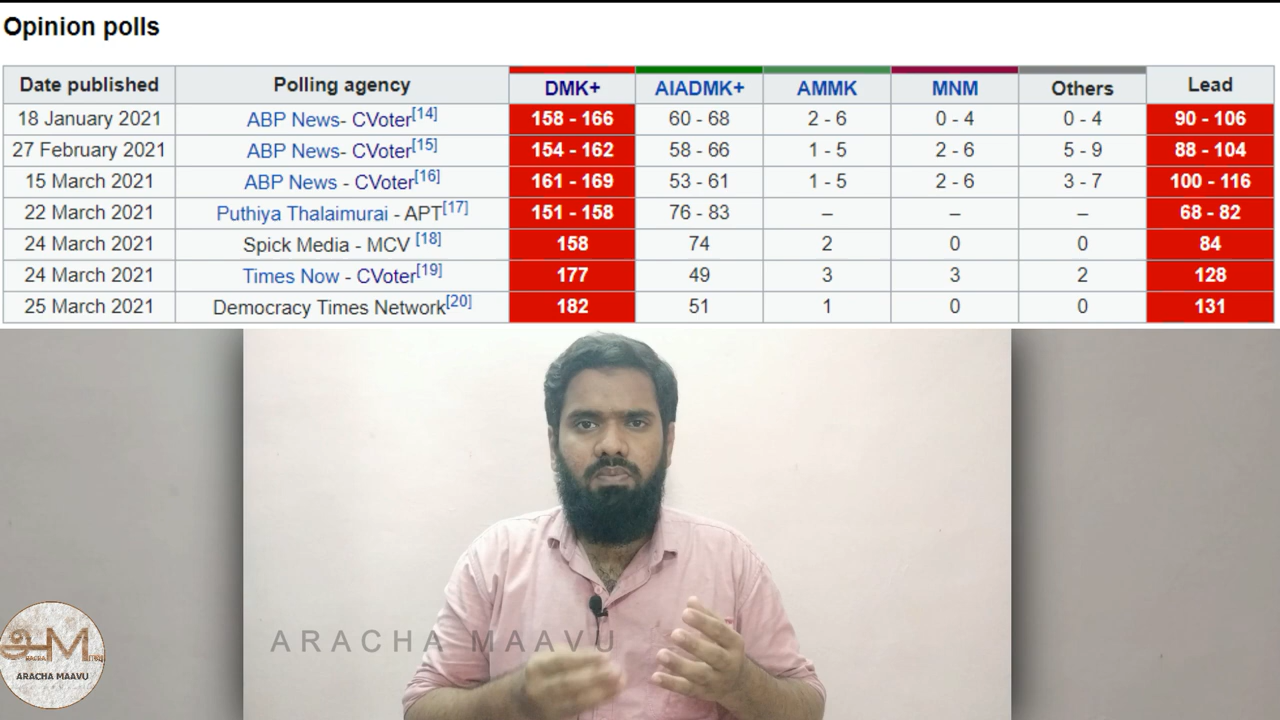 Opinion polls
Date published Polling agency DMK+ AIADMK+ AMMK MNM Others Lead
18 January 2021 ABP News- CVoter[14] 158 - 166 60 - 68 2 - 6 0 - 4 0 - 4 90 - 106
27 February 2021 ABP News- CVoter[15] 154 - 162 58 - 66 1 - 5 2 - 6 5 - 9 88 - 104
15 March 2021 ABP News - CVoter[16] 161 - 169 53 - 61 1 - 5 2 - 6 3 - 7 100 - 116
22 March 2021 Puthiya Thalaimurai - APT[17] 151 - 158 76 - 83 – – – 68 - 82
24 March 2021 Spick Media - MCV [18] 158 74 2 0 0 84
24 March 2021 Times Now - CVoter[19] 177 49 3 3 2 128
25 March 2021 Democracy Times Network[20] 182 51 1 0 0 131
ARACHA MAAVU
ARACHA MAAVU